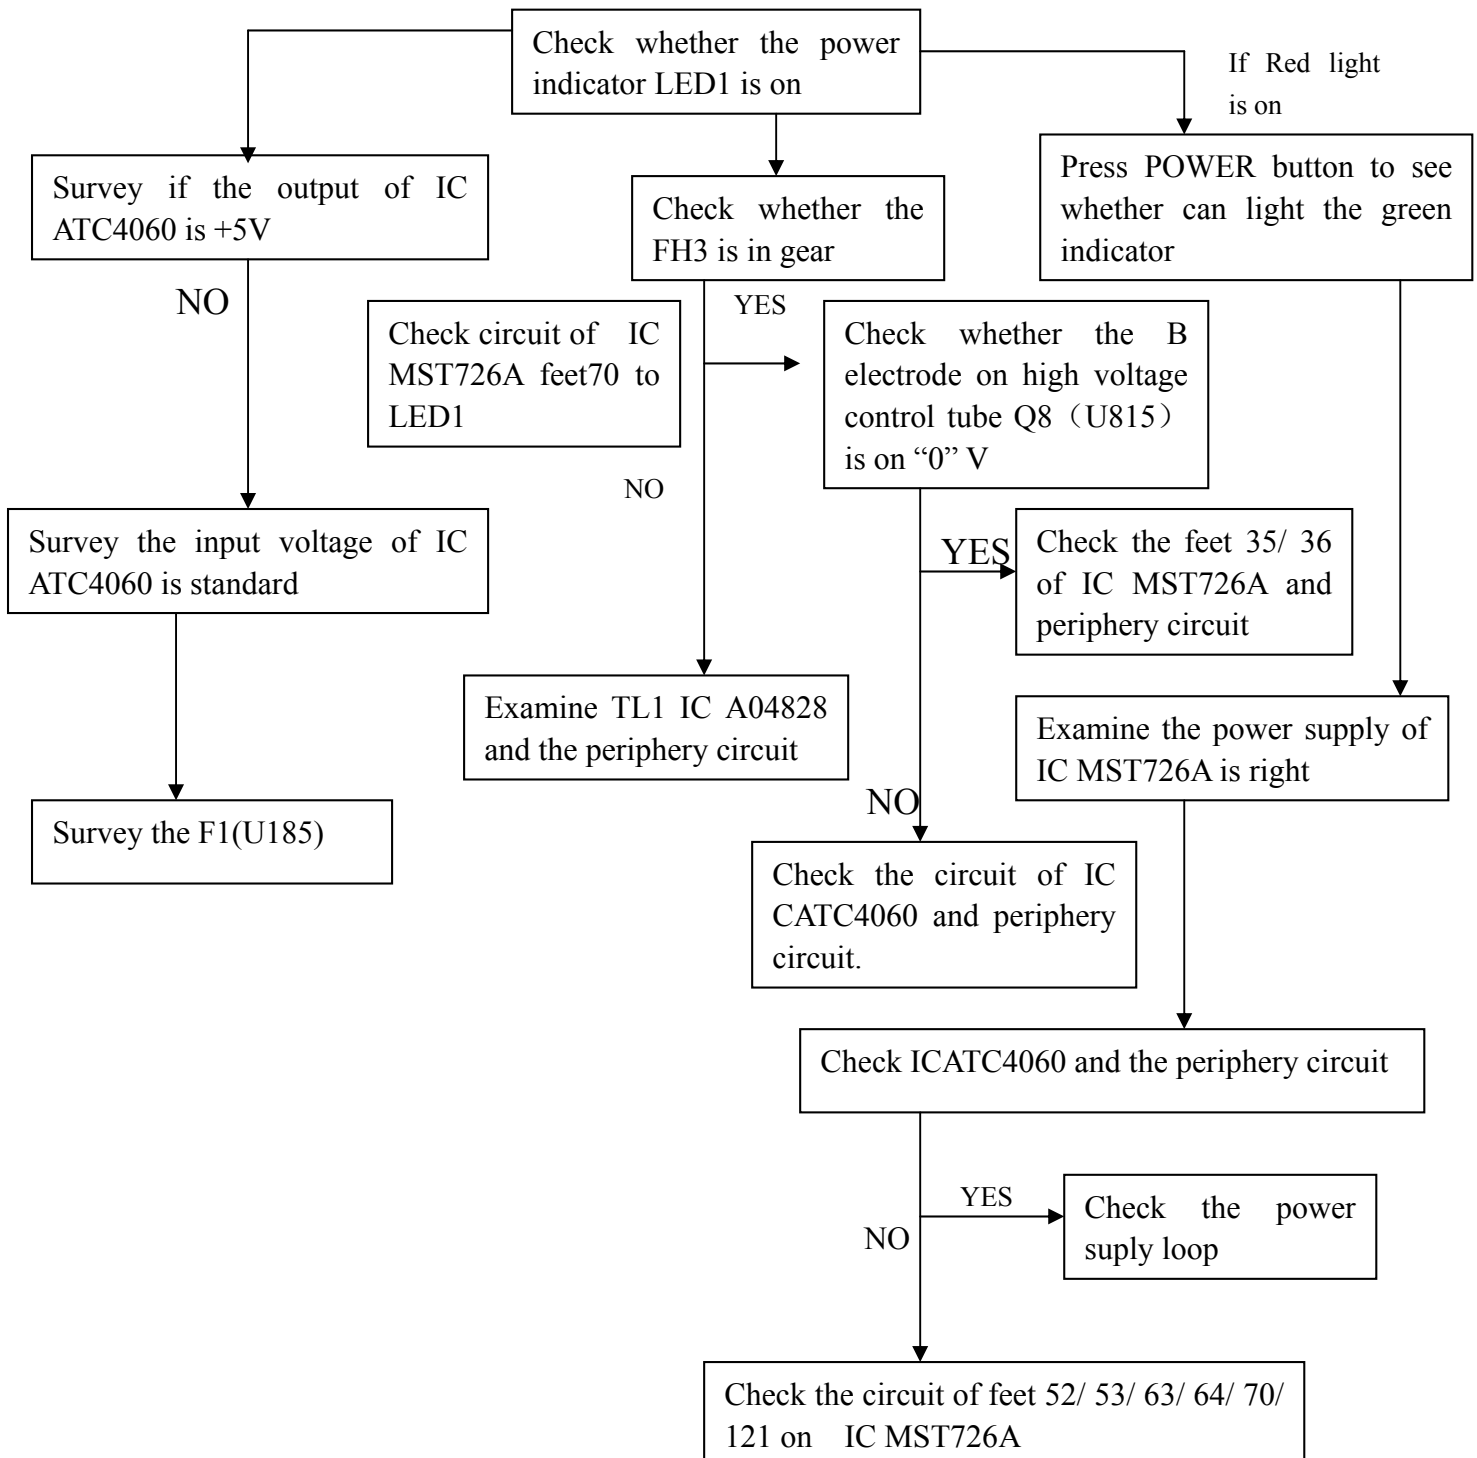 Check whether the power
indicator LED1 is on
If Red light
is on
Survey if the output of IC
ATC4060 is +5V
Check whether the
FH3 is in gear
Press POWER button to see
whether can light the green
indicator
NO
YES
Check circuit of IC
MST726A feet70 to
LED1
Check whether the B
electrode on high voltage
control tube Q8（U815）
is on “0” V
NO
Survey the input voltage of IC
ATC4060 is standard
YES
Check the feet 35/ 36
of IC MST726A and
periphery circuit
Examine TL1 IC A04828
and the periphery circuit
Examine the power supply of
IC MST726A is right
NO
Survey the F1(U185)
Check the circuit of IC
CATC4060 and periphery
circuit.
Check ICATC4060 and the periphery circuit
YES
NO
Check the power
suply loop
Check the circuit of feet 52/ 53/ 63/ 64/ 70/
121 on IC MST726A